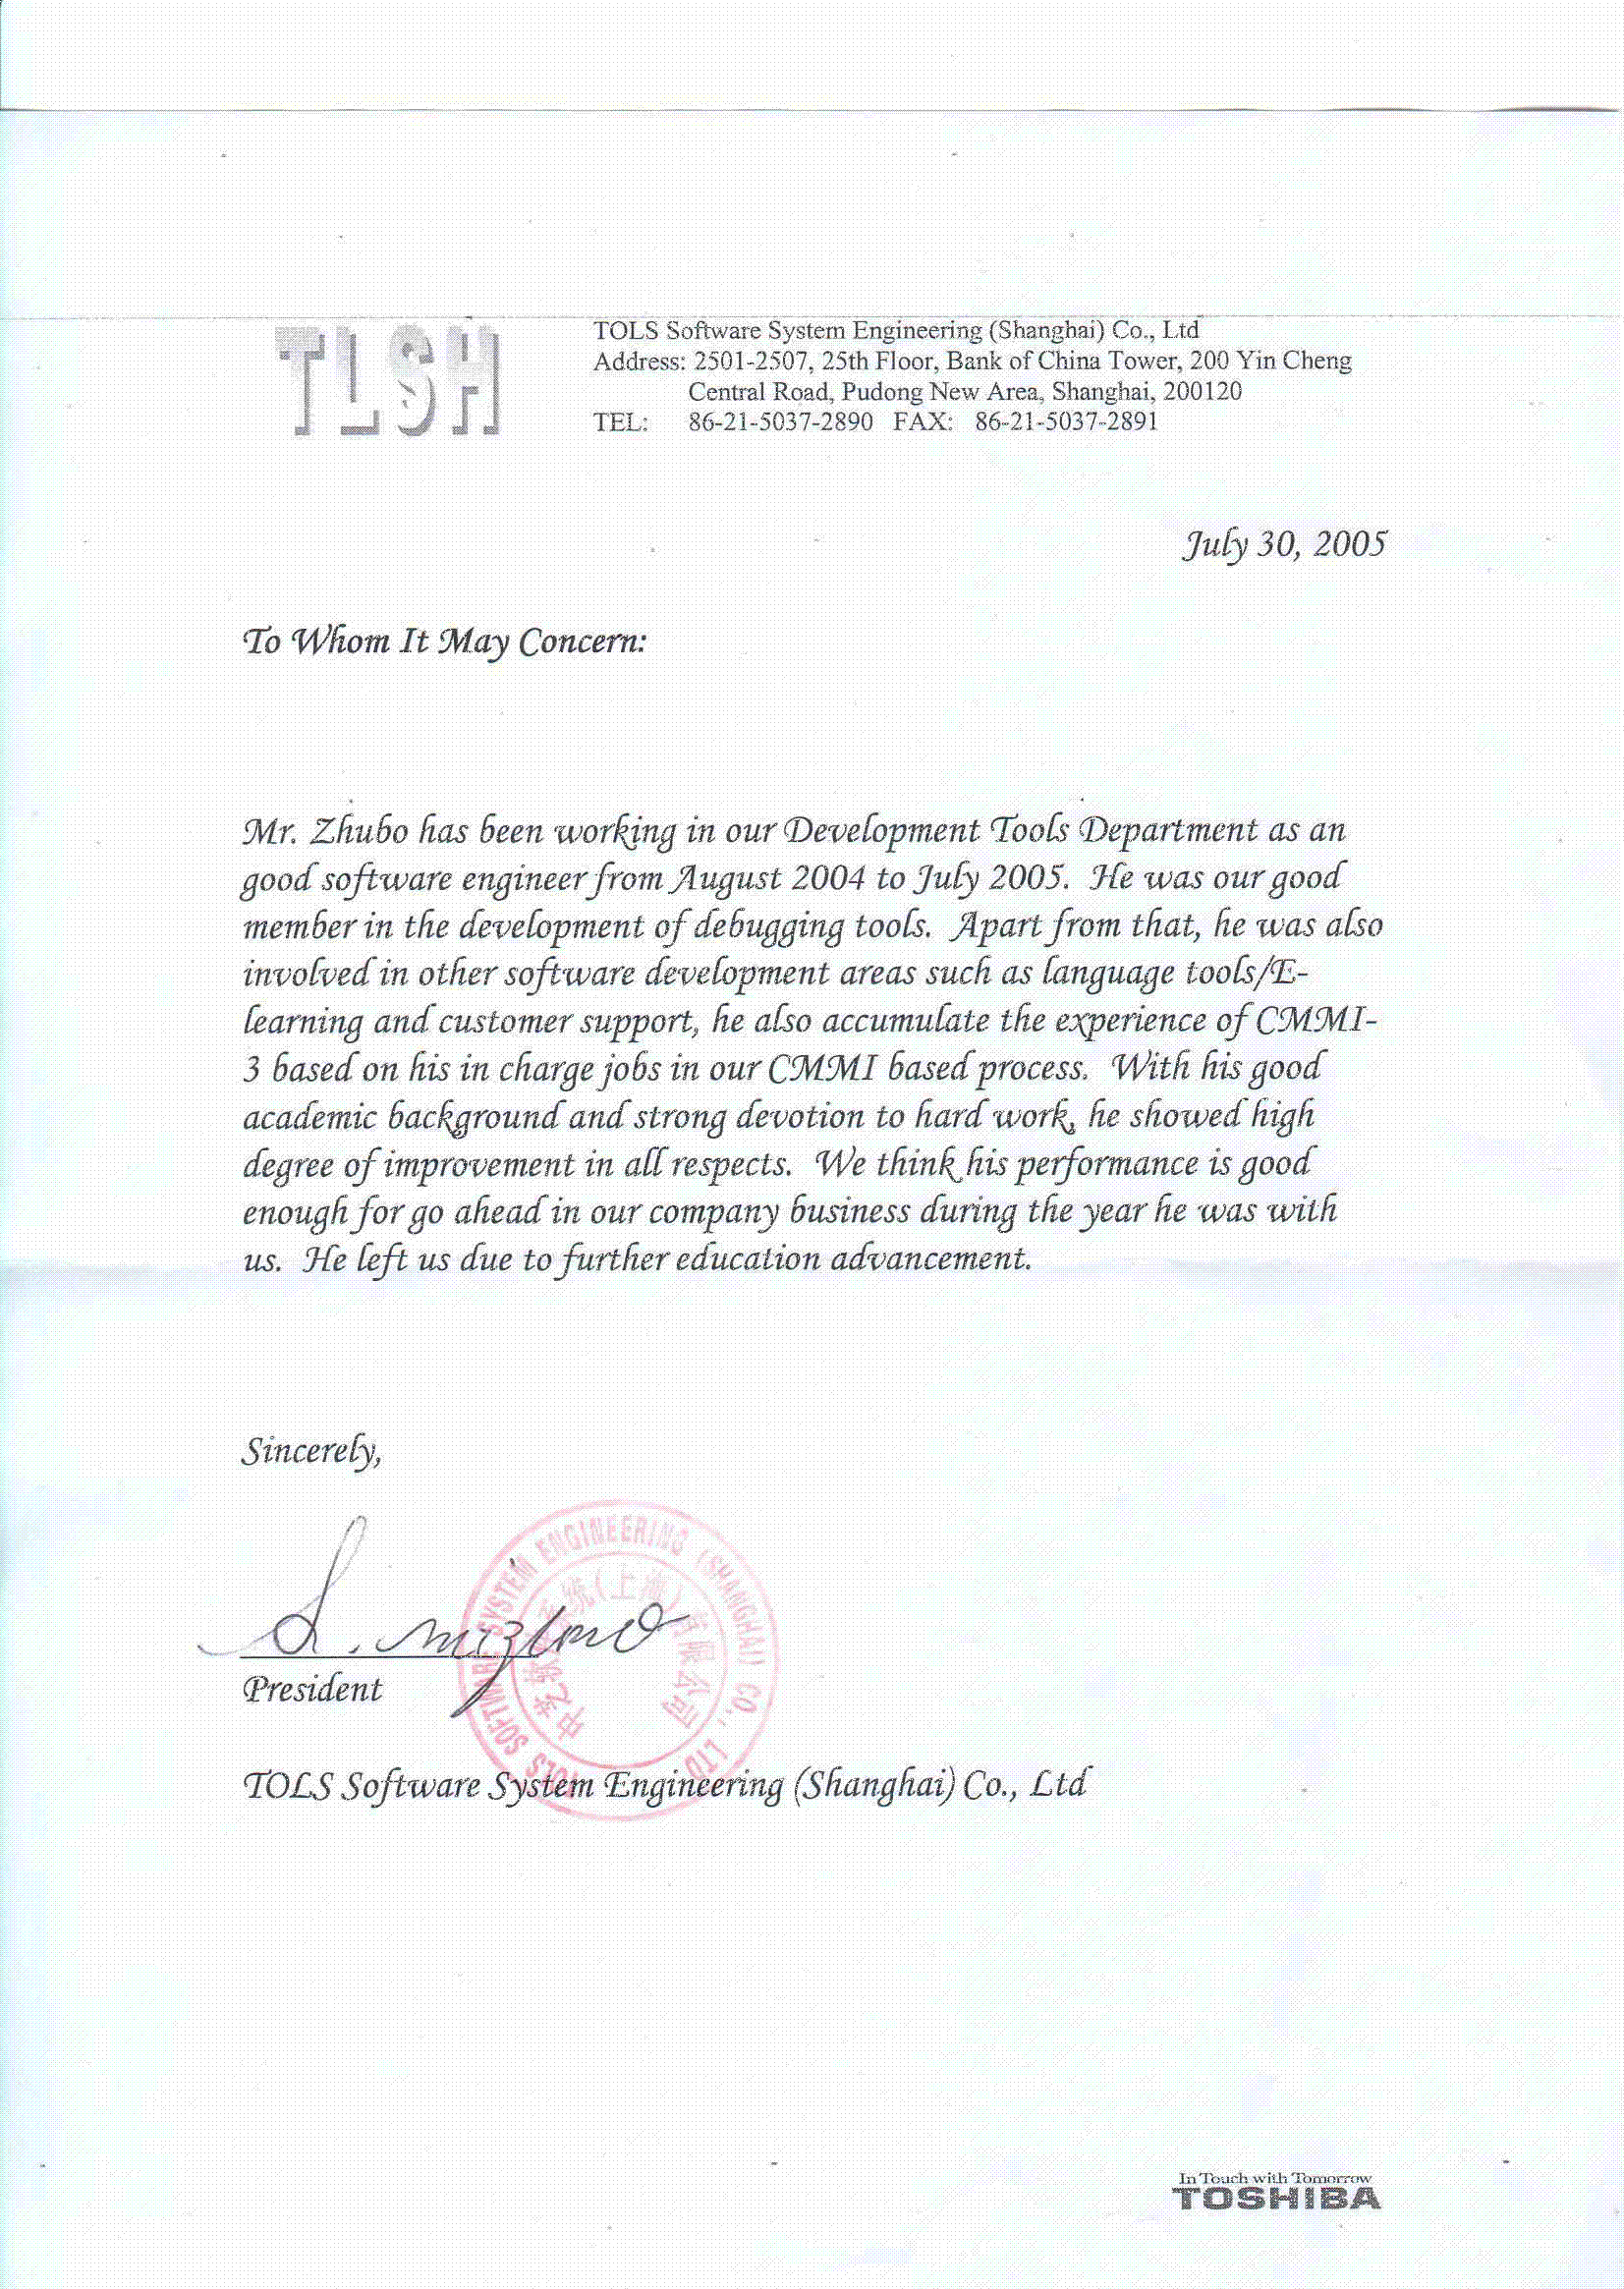 TLSH
TOLS Software System Engineering (Shanghai) Co., Ltd
Address: 2501-2507, 25th Floor, Bank of China Tower, 200 Yin Cheng
Central Road, Pudong New Area, Shanghai, 200120
TEL: 86-21-5037-2890 FAX: 86-21-5037-2891
July 30, 2005
To Whom It May Concern:
Mr. Zhubo has been working in our Development Tools Department as an
good software engineer from August 2004 to July 2005. He was our good
member in the development of debugging tools. Apart from that, he was also
involved in other software development areas such as language tools/E-
learning and customer support, he also accumulate the experience of CMMI-
3 based on his in charge jobs in our CMMI based process. With his good
academic background and strong devotion to hard work, he showed high
degree of improvement in all respects. We think his performance is good
enough for go ahead in our company business during the year he was with
us. He left us due to further education advancement.
Sincerely,
TOLS SOFTWARE SYSTEM ENGINEERING (SHANGHAI) CO., LTD
(上海)有限公司
President
TOLS Software System Engineering (Shanghai) Co., Ltd
In Touch with Tomorrow
TOSHIBA